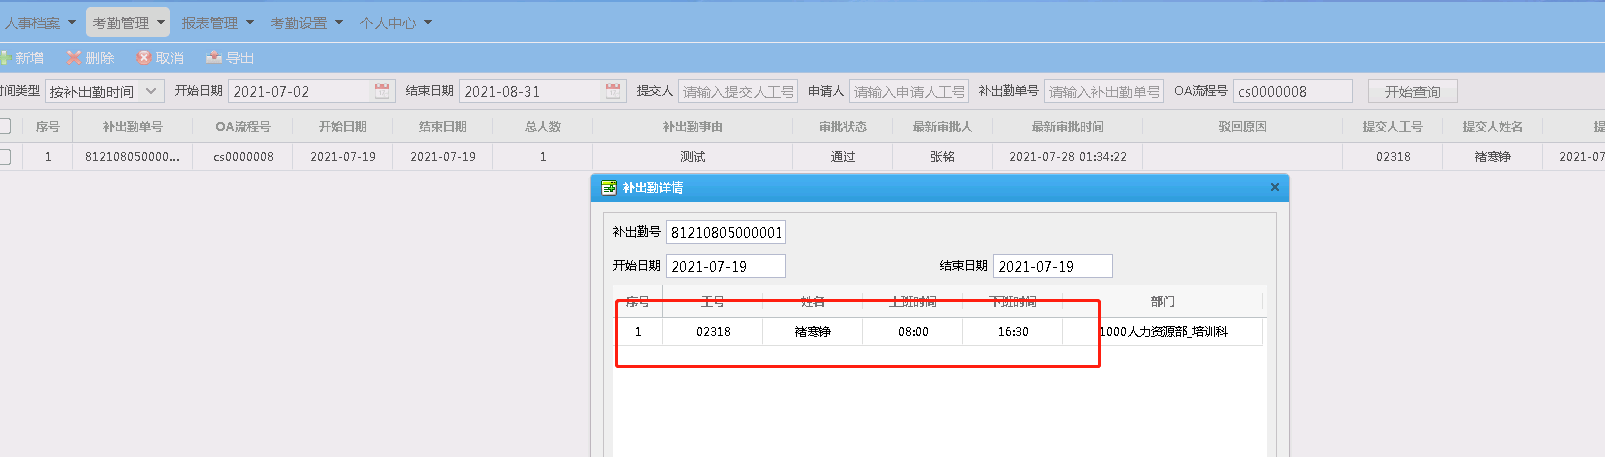 人事档案 考勤管理 报表管理 考勤设置 个人中心
新增 删除 取消 导出
时间类型 按补出勤时间 开始日期 2021-07-02 结束日期 2021-08-31 提交人 请输入提交人工号 申请人 请输入申请人工号 补出勤单号 请输入补出勤单号 OA流程号 cs0000008 开始查询
序号 补出勤单号 OA流程号 开始日期 结束日期 总人数 补出勤事由 审批状态 最新审批人 最新审批时间 驳回原因 提交人工号 提交人姓名 提
1 812108050000... cs0000008 2021-07-19 2021-07-19 1 测试 通过 张铭 2021-07-28 01:34:22 02318 褚寒铮 2021-07
补出勤详情
补出勤号 81210805000001
开始日期 2021-07-19 结束日期 2021-07-19
序号 工号 姓名 上班时间 下班时间 部门
1 02318 褚寒铮 08:00 16:30 1000人力资源部_培训科